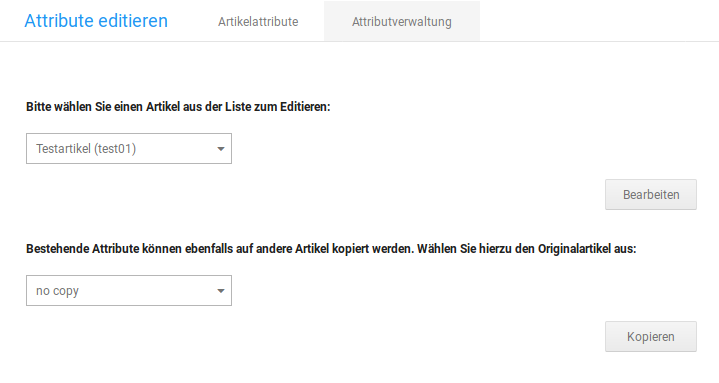 Attribute editieren Artikelattribute Attributverwaltung
Bitte wählen Sie einen Artikel aus der Liste zum Editieren:
Testartikel (test01)
Bearbeiten
Bestehende Attribute können ebenfalls auf andere Artikel kopiert werden. Wählen Sie hierzu den Originalartikel aus:
no copy
Kopieren